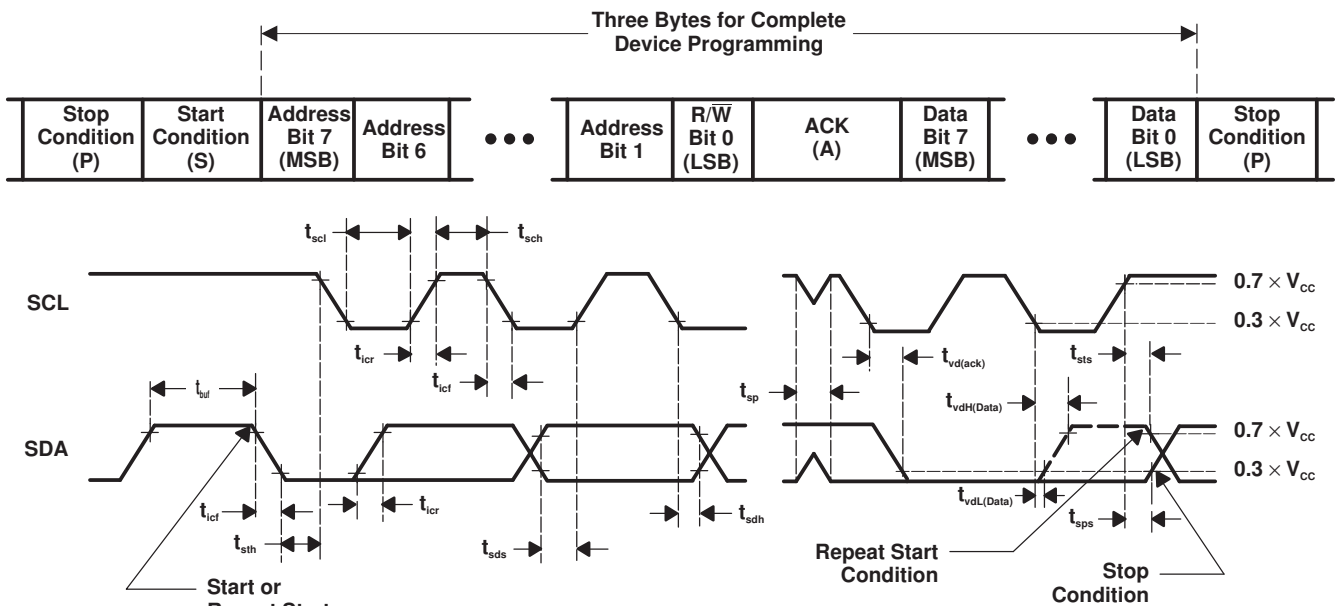 Three Bytes for Complete
Device Programming
Stop
Condition
(P)
Start
Condition
(S)
Address
Bit 7
(MSB)
Address
Bit 6
•••
Address
Bit 1
R/W̅
Bit 0
(LSB)
ACK
(A)
Data
Bit 7
(MSB)
•••
Data
Bit 0
(LSB)
Stop
Condition
(P)
tscl
tsch
SCL
0.7 × VCC
0.3 × VCC
ticr
ticf
tvd(ack)
tsts
tbuf
tsp
tvdH(Data)
SDA
0.7 × VCC
0.3 × VCC
ticf
ticr
tsth
tsds
tsdh
tvdL(Data)
tsps
Repeat Start
Condition
Stop
Condition
Start or
Repeat Start